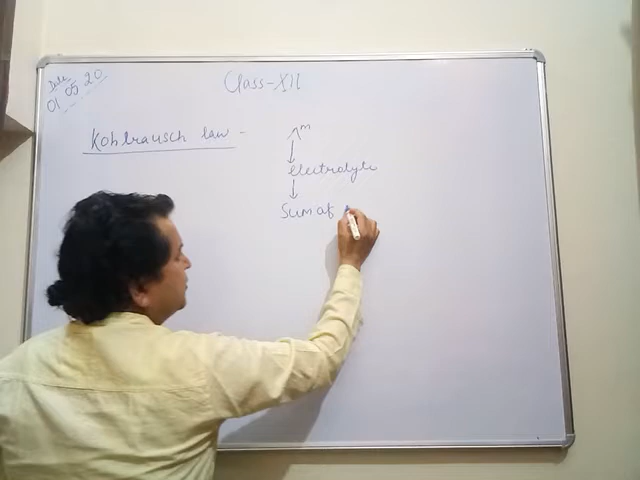 Date
01 05 20
Class-XII
Kohlrausch law -
Λm
↓
electrolyte
↓
Sum of